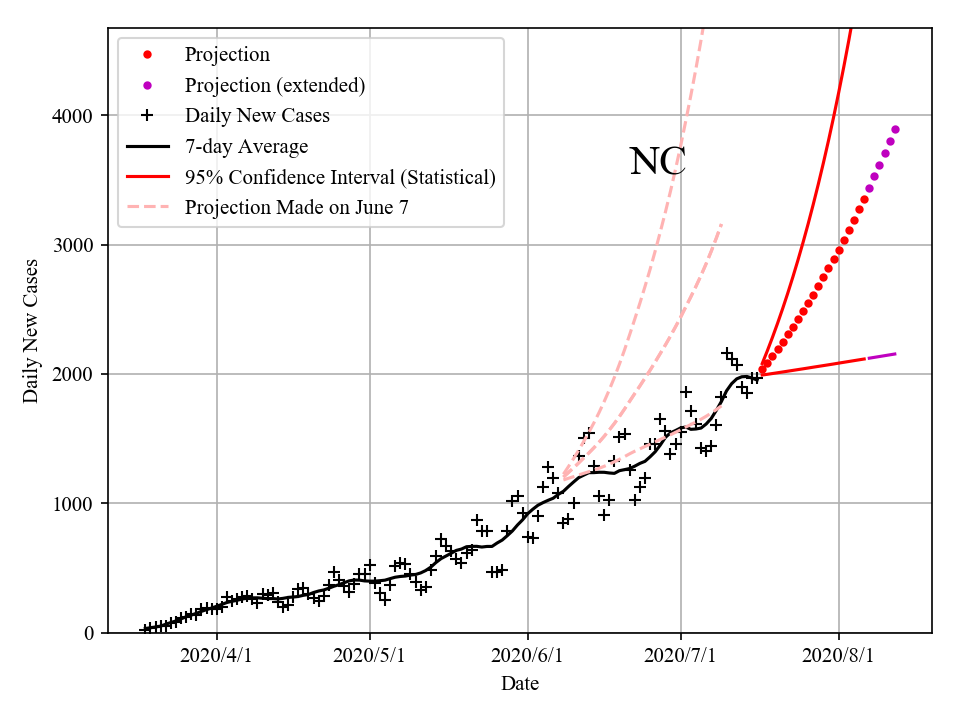 Projection
Projection (extended)
Daily New Cases
7-day Average
95% Confidence Interval (Statistical)
Projection Made on June 7
NC
4000
3000
2000
1000
0
Daily New Cases
2020/4/1 2020/5/1 2020/6/1 2020/7/1 2020/8/1
Date